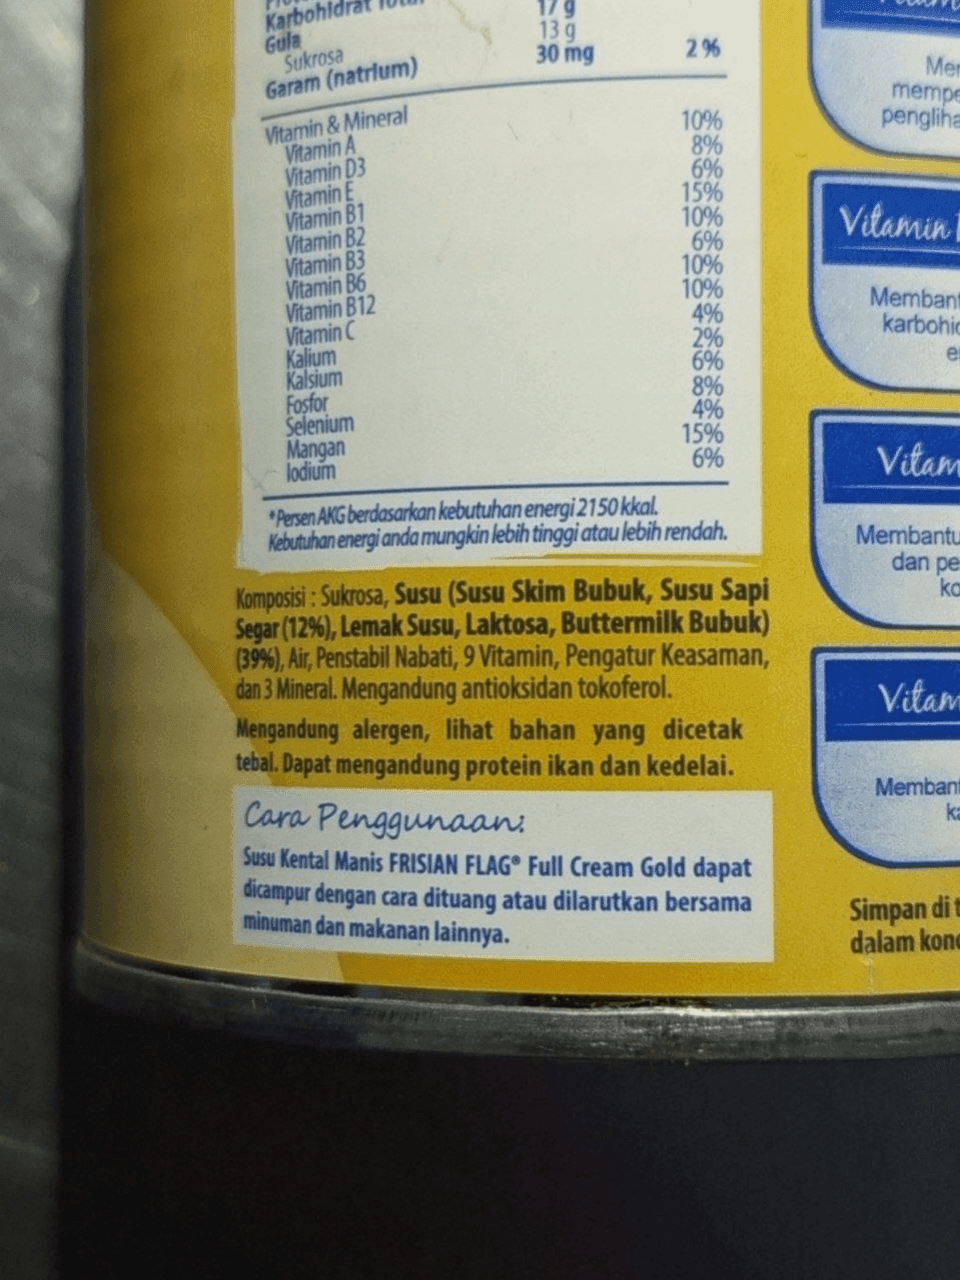 Karbohidrat Total
17 g
Gula
Sukrosa
13 g
Garam (natrium)
30 mg
2 %
Vitamin & Mineral
Vitamin A
10%
Vitamin D3
8%
Vitamin E
6%
Vitamin B1
15%
Vitamin B2
10%
Vitamin B3
6%
Vitamin B6
10%
Vitamin B12
10%
Vitamin C
4%
Kalium
2%
Kalsium
6%
Fosfor
8%
Selenium
4%
Mangan
15%
Iodium
6%
*Persen AKG berdasarkan kebutuhan energi 2150 kkal.
Kebutuhan energi anda mungkin lebih tinggi atau lebih rendah.
Komposisi : Sukrosa, Susu (Susu Skim Bubuk, Susu Sapi
Segar (12%), Lemak Susu, Laktosa, Buttermilk Bubuk)
(39%), Air, Penstabil Nabati, 9 Vitamin, Pengatur Keasaman,
dan 3 Mineral. Mengandung antioksidan tokoferol.
Mengandung alergen, lihat bahan yang dicetak
tebal. Dapat mengandung protein ikan dan kedelai.
Cara Penggunaan:
Susu Kental Manis FRISIAN FLAG® Full Cream Gold dapat
dicampur dengan cara dituang atau dilarutkan bersama
minuman dan makanan lainnya.
Vitamin
Membantu
dan
Simpan di
dalam